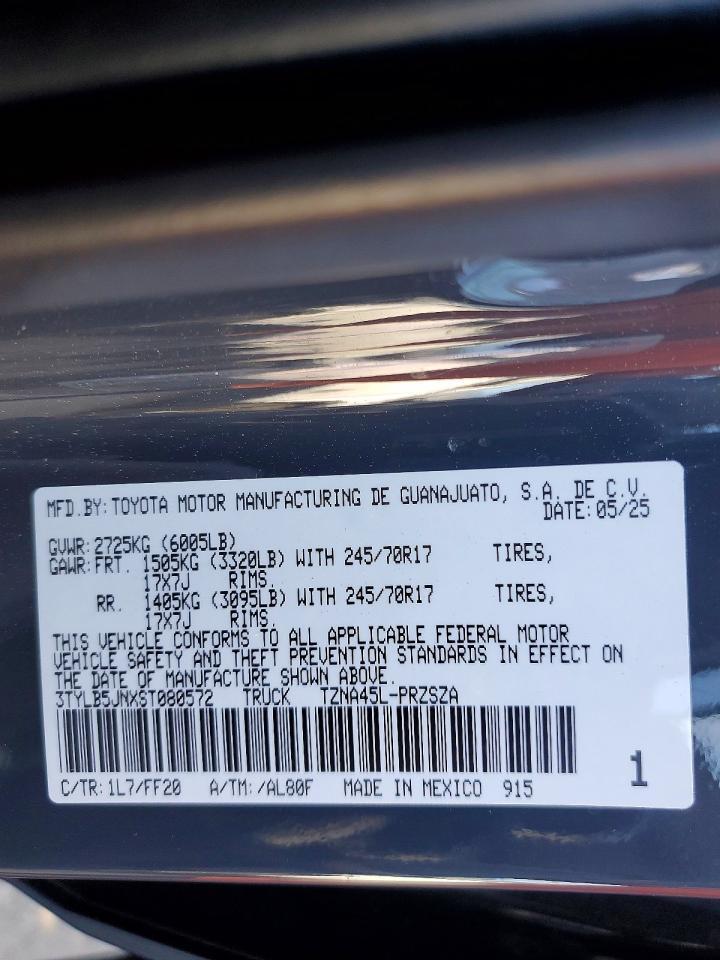 MFD.BY: TOYOTA MOTOR MANUFACTURING DE GUANAJUATO, S.A. DE C.V.
DATE: 05/25
GVWR: 2725KG (6005LB)
GAWR: FRT. 1505KG (3320LB) WITH 245/70R17 TIRES,
17X7J RIMS.
RR. 1405KG (3095LB) WITH 245/70R17 TIRES,
17X7J RIMS.
THIS VEHICLE CONFORMS TO ALL APPLICABLE FEDERAL MOTOR
VEHICLE SAFETY AND THEFT PREVENTION STANDARDS IN EFFECT ON
THE DATE OF MANUFACTURE SHOWN ABOVE.
3TYLB5JNXST080572 TRUCK TZNA45L-PRZSZA
C/TR: 1L7/FF20 A/TM: /AL80F MADE IN MEXICO 915
1